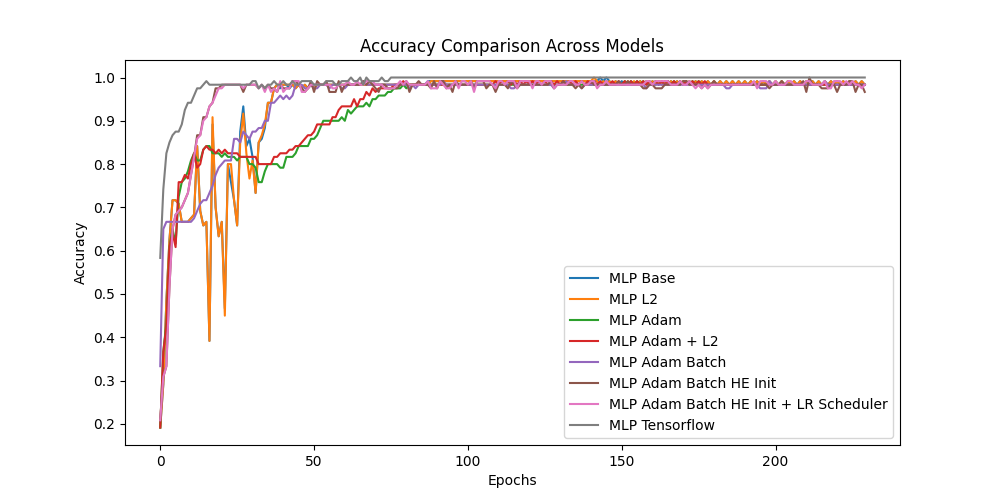 Accuracy Comparison Across Models
Accuracy
1.0
0.9
0.8
0.7
0.6
0.5
0.4
0.3
0.2
0
50
100
150
200
Epochs
MLP Base
MLP L2
MLP Adam
MLP Adam + L2
MLP Adam Batch
MLP Adam Batch HE Init
MLP Adam Batch HE Init + LR Scheduler
MLP Tensorflow